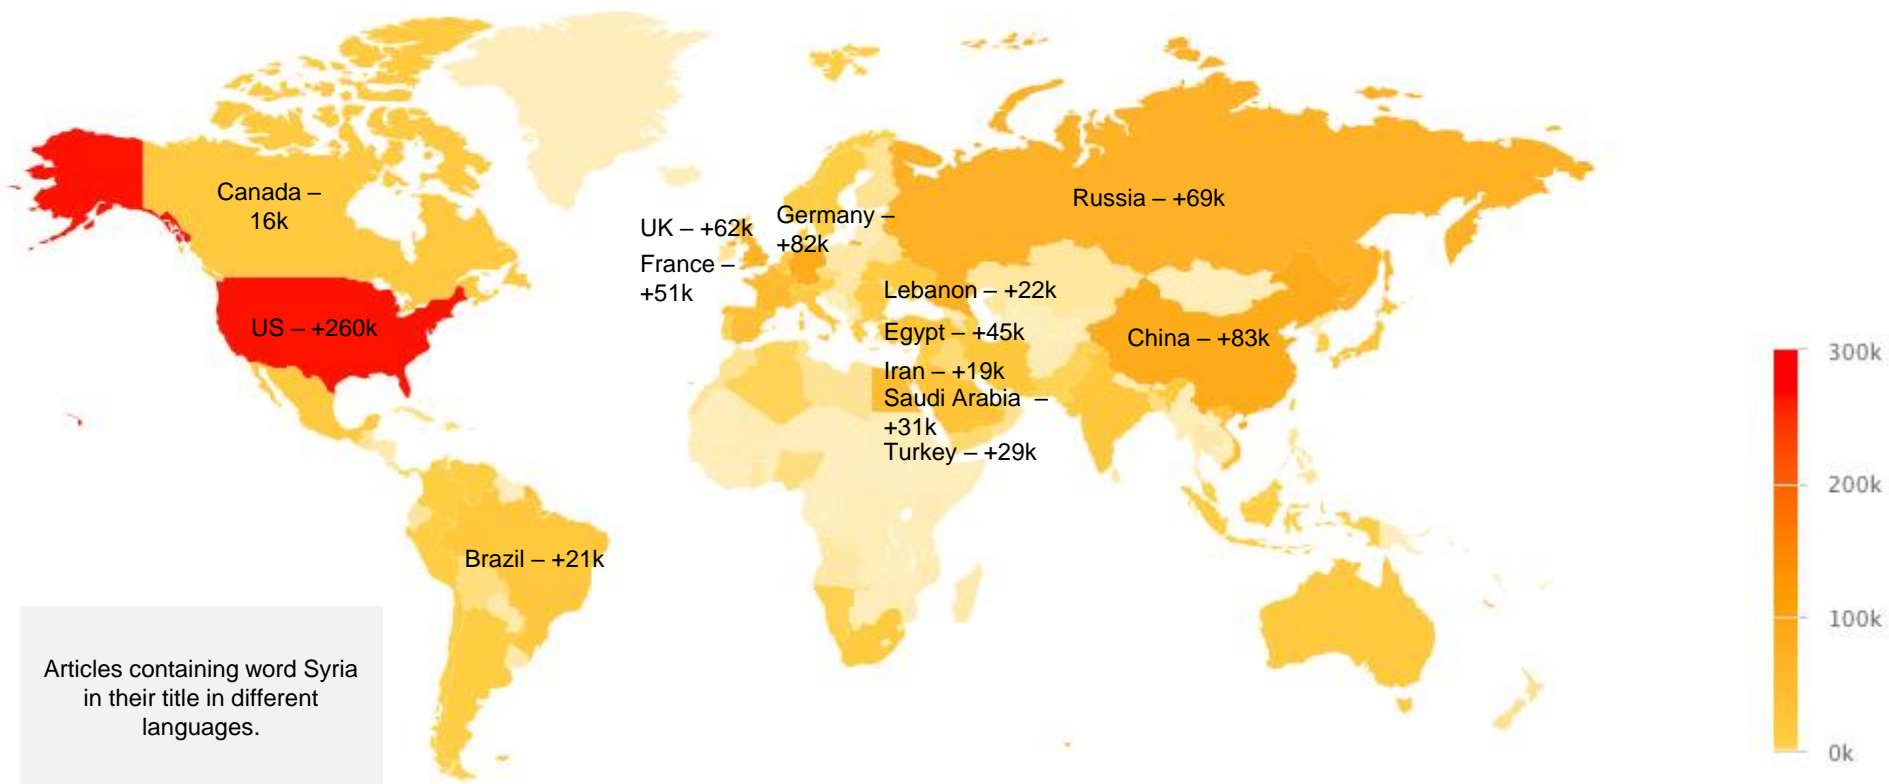 Canada –
16k
US – +260k
Brazil – +21k
UK – +62k
France –
+51k
Germany –
+82k
Russia – +69k
Lebanon – +22k
Egypt – +45k
Iran – +19k
Saudi Arabia –
+31k
Turkey – +29k
China – +83k
300k
200k
100k
0k
Articles containing word Syria
in their title in different
languages.